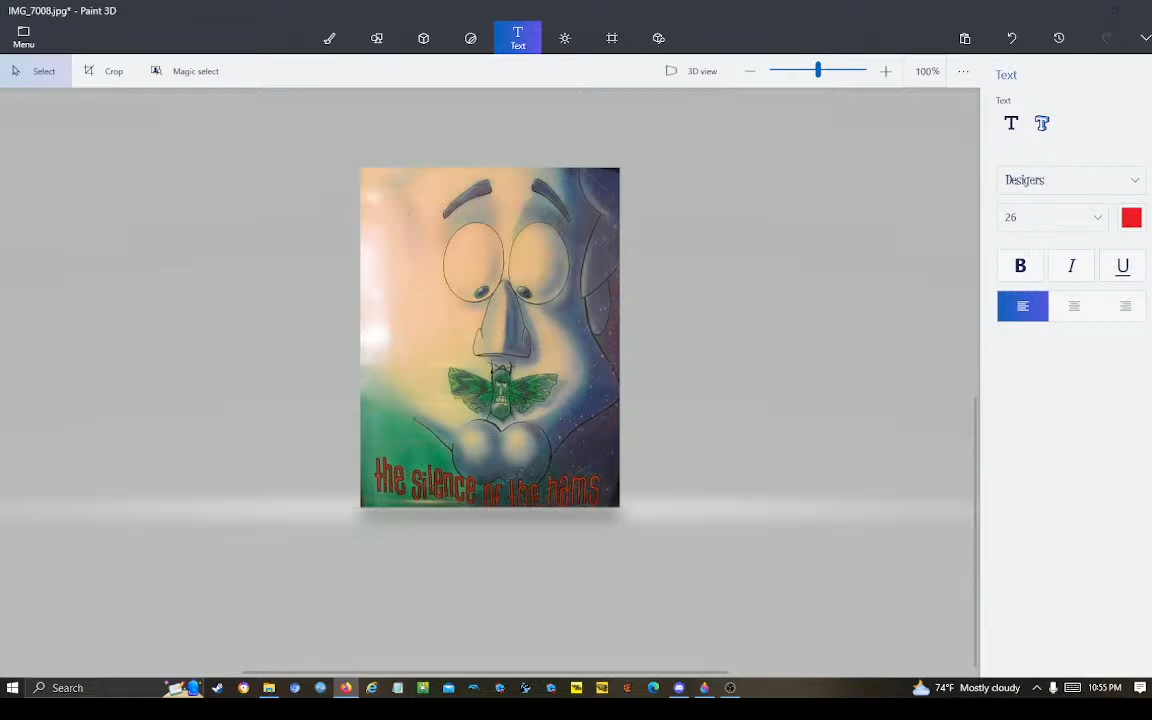 IMG_7008.jpg* - Paint 3D
Menu
Text
Select
Crop
Magic select
3D view
100%
Text
Text
Desigers
26
B
I
U
the silence of the hams
Search
74°F Mostly cloudy
10:55 PM